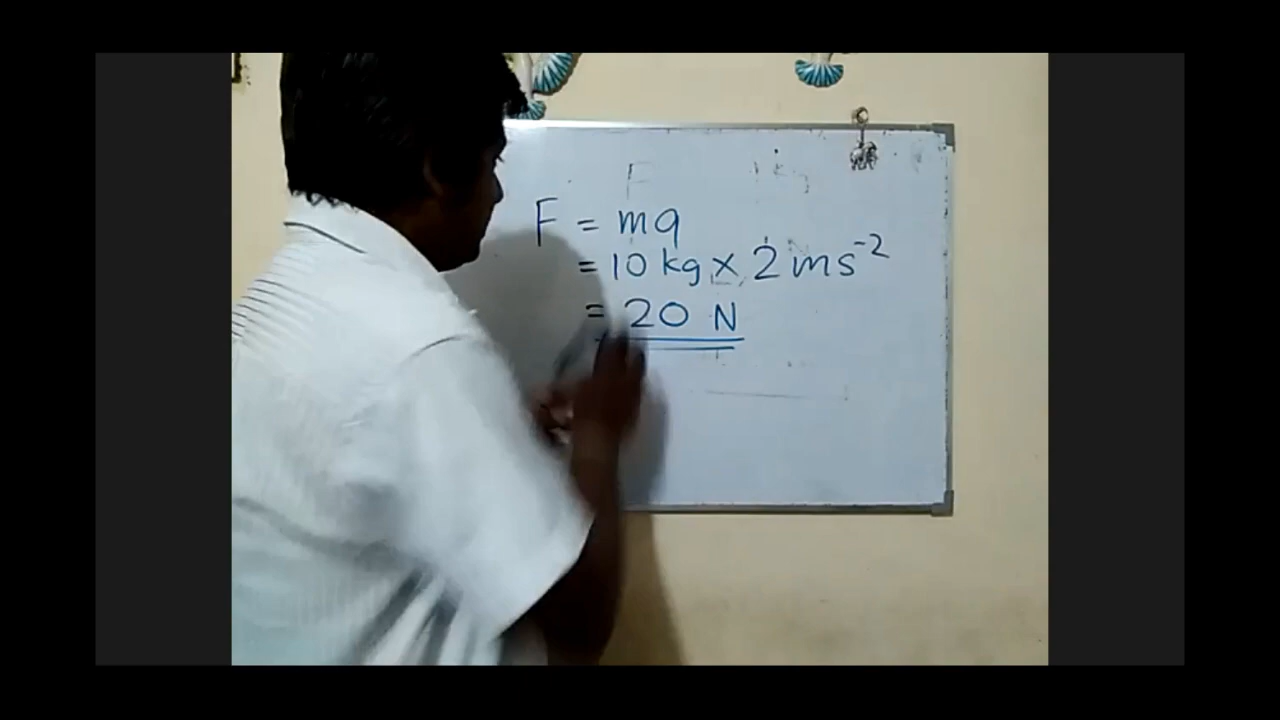 F = ma
= 10 kg × 2 ms⁻²
= 20 N